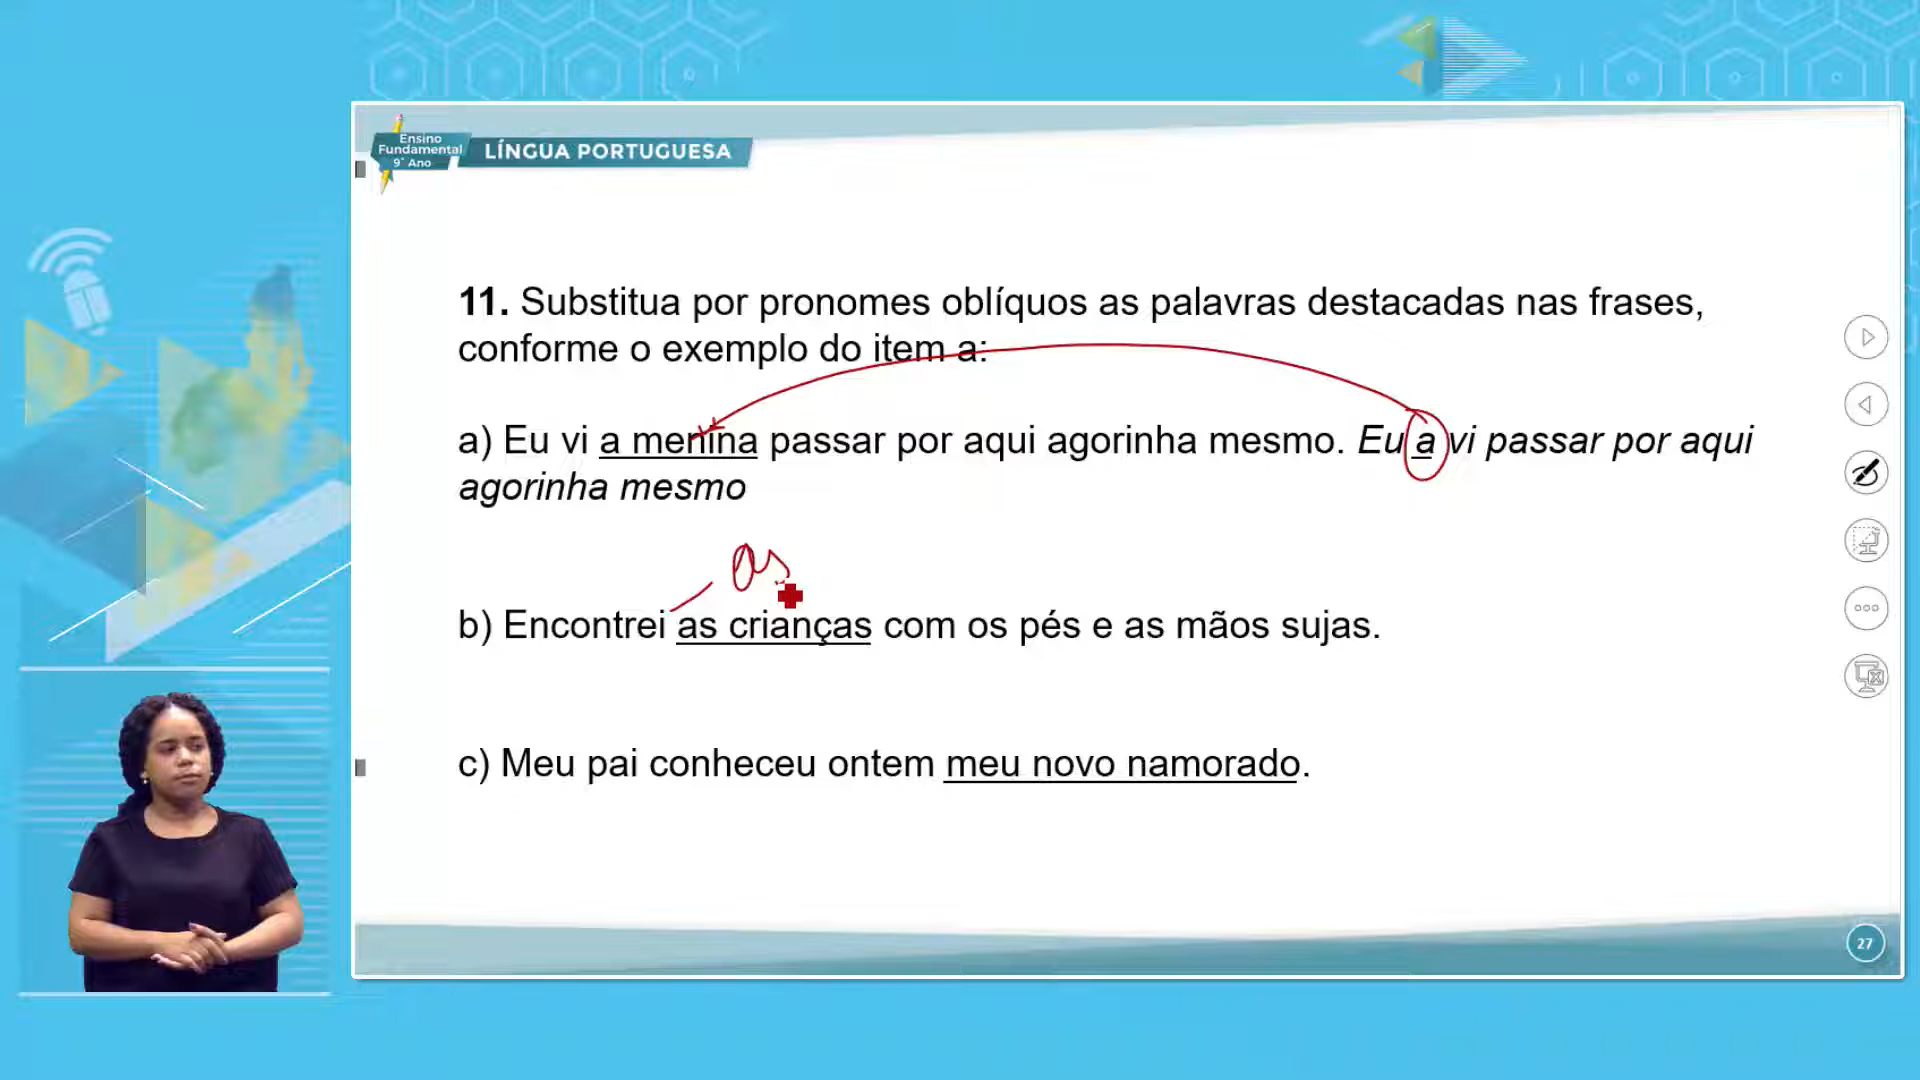 Ensino
Fundamental
9° Ano
LÍNGUA PORTUGUESA
11. Substitua por pronomes oblíquos as palavras destacadas nas frases,
conforme o exemplo do item a:
a) Eu vi a menina passar por aqui agorinha mesmo. Eu a vi passar por aqui
agorinha mesmo
as
b) Encontrei as crianças com os pés e as mãos sujas.
c) Meu pai conheceu ontem meu novo namorado.
27